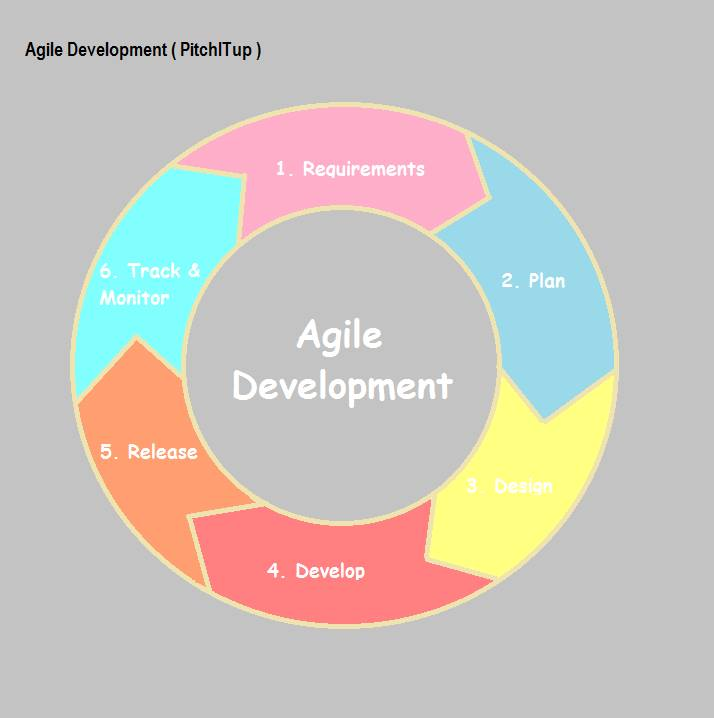 Agile Development ( PitchITup )
1. Requirements
2. Plan
3. Design
4. Develop
5. Release
6. Track &
Monitor
Agile
Development